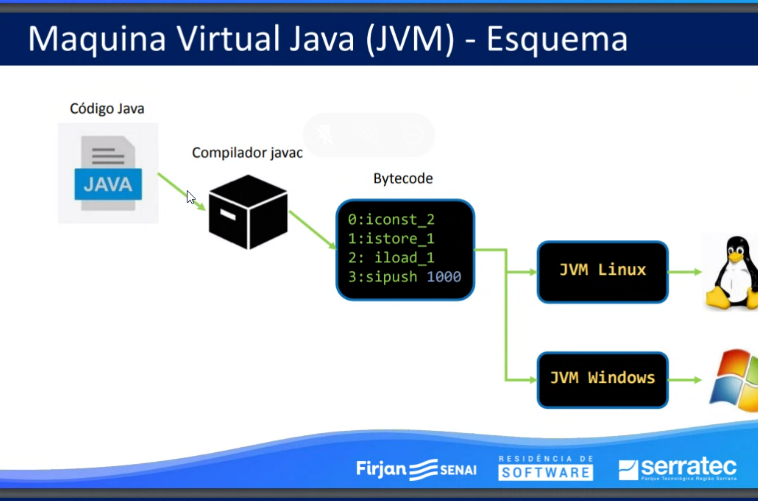 Maquina Virtual Java (JVM) - Esquema
Código Java
JAVA
Compilador javac
Bytecode
0:iconst_2
1:istore_1
2: iload_1
3:sipush 1000
JVM Linux
JVM Windows
Firjan SENAI
RESIDÊNCIA DE
SOFTWARE
serratec
Parque Tecnológico Região Serrana